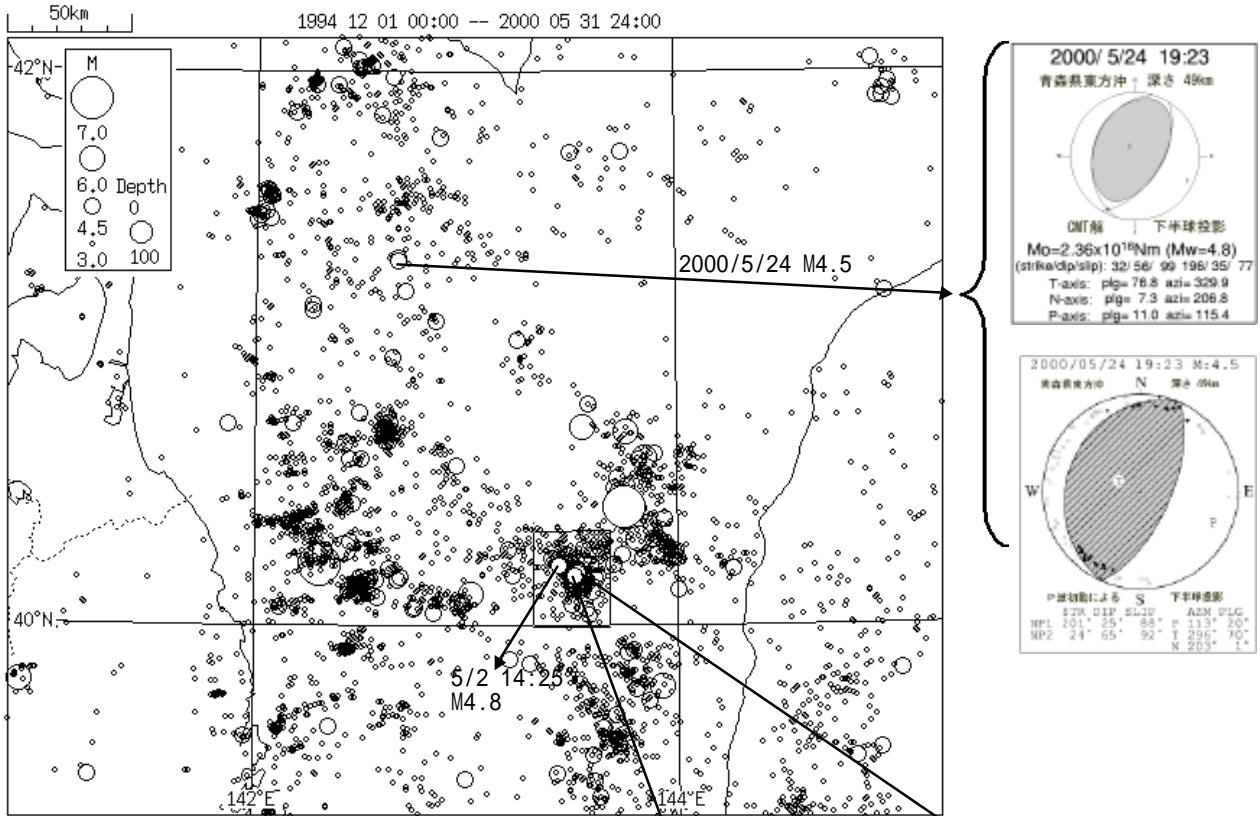 50km
1994 12 01 00:00 -- 2000 05 31 24:00
42°N
M
7.0
6.0 Depth
0
4.5
3.0 100
2000/5/24 M4.5
40°N
5/2 14:25
M4.8
142°E
144°E
2000/ 5/24 19:23
青森県東方沖 深さ 49km
CMT解 下半球投影
Mo=2.36x10¹⁶Nm (Mw=4.8)
(strike/dip/slip): 32/ 56/ 99 196/ 35/ 77
T-axis: plg= 76.8 azi= 329.9
N-axis: plg= 7.3 azi= 206.8
P-axis: plg= 11.0 azi= 115.4
2000/05/24 19:23 M:4.5
青森県東方沖 N 深さ 49km
W
T
E
P
P波初動による S 下半球投影
STR DIP SLIP AZM PLG
NP1 201° 25° 88° P 113° 20°
NP2 24° 65° 92° T 296° 70°
N 203° 1°